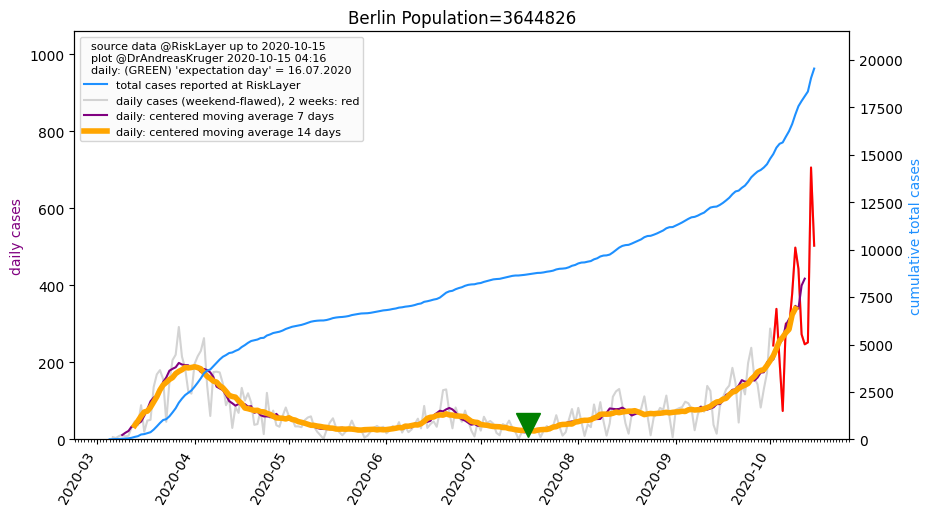 Berlin Population=3644826
source data @RiskLayer up to 2020-10-15
plot @DrAndreasKruger 2020-10-15 04:16
daily: (GREEN) 'expectation day' = 16.07.2020
total cases reported at RiskLayer
daily cases (weekend-flawed), 2 weeks: red
daily: centered moving average 7 days
daily: centered moving average 14 days
daily cases
1000
800
600
400
200
0
cumulative total cases
20000
17500
15000
12500
10000
7500
5000
2500
0
2020-03
2020-04
2020-05
2020-06
2020-07
2020-08
2020-09
2020-10